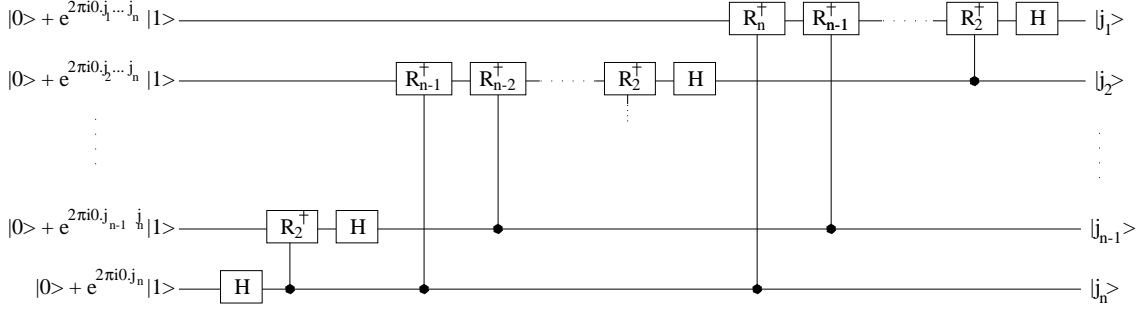 |0> + e^{2πi0.j_1... j_n} |1> R_n^† R_{n-1}^† R_2^† H |j_1>
|0> + e^{2πi0.j_2... j_n} |1> R_{n-1}^† R_{n-2}^† R_2^† H |j_2>
|0> + e^{2πi0.j_{n-1} j_n} |1> R_2^† H |j_{n-1}>
|0> + e^{2πi0.j_n} |1> H |j_n>